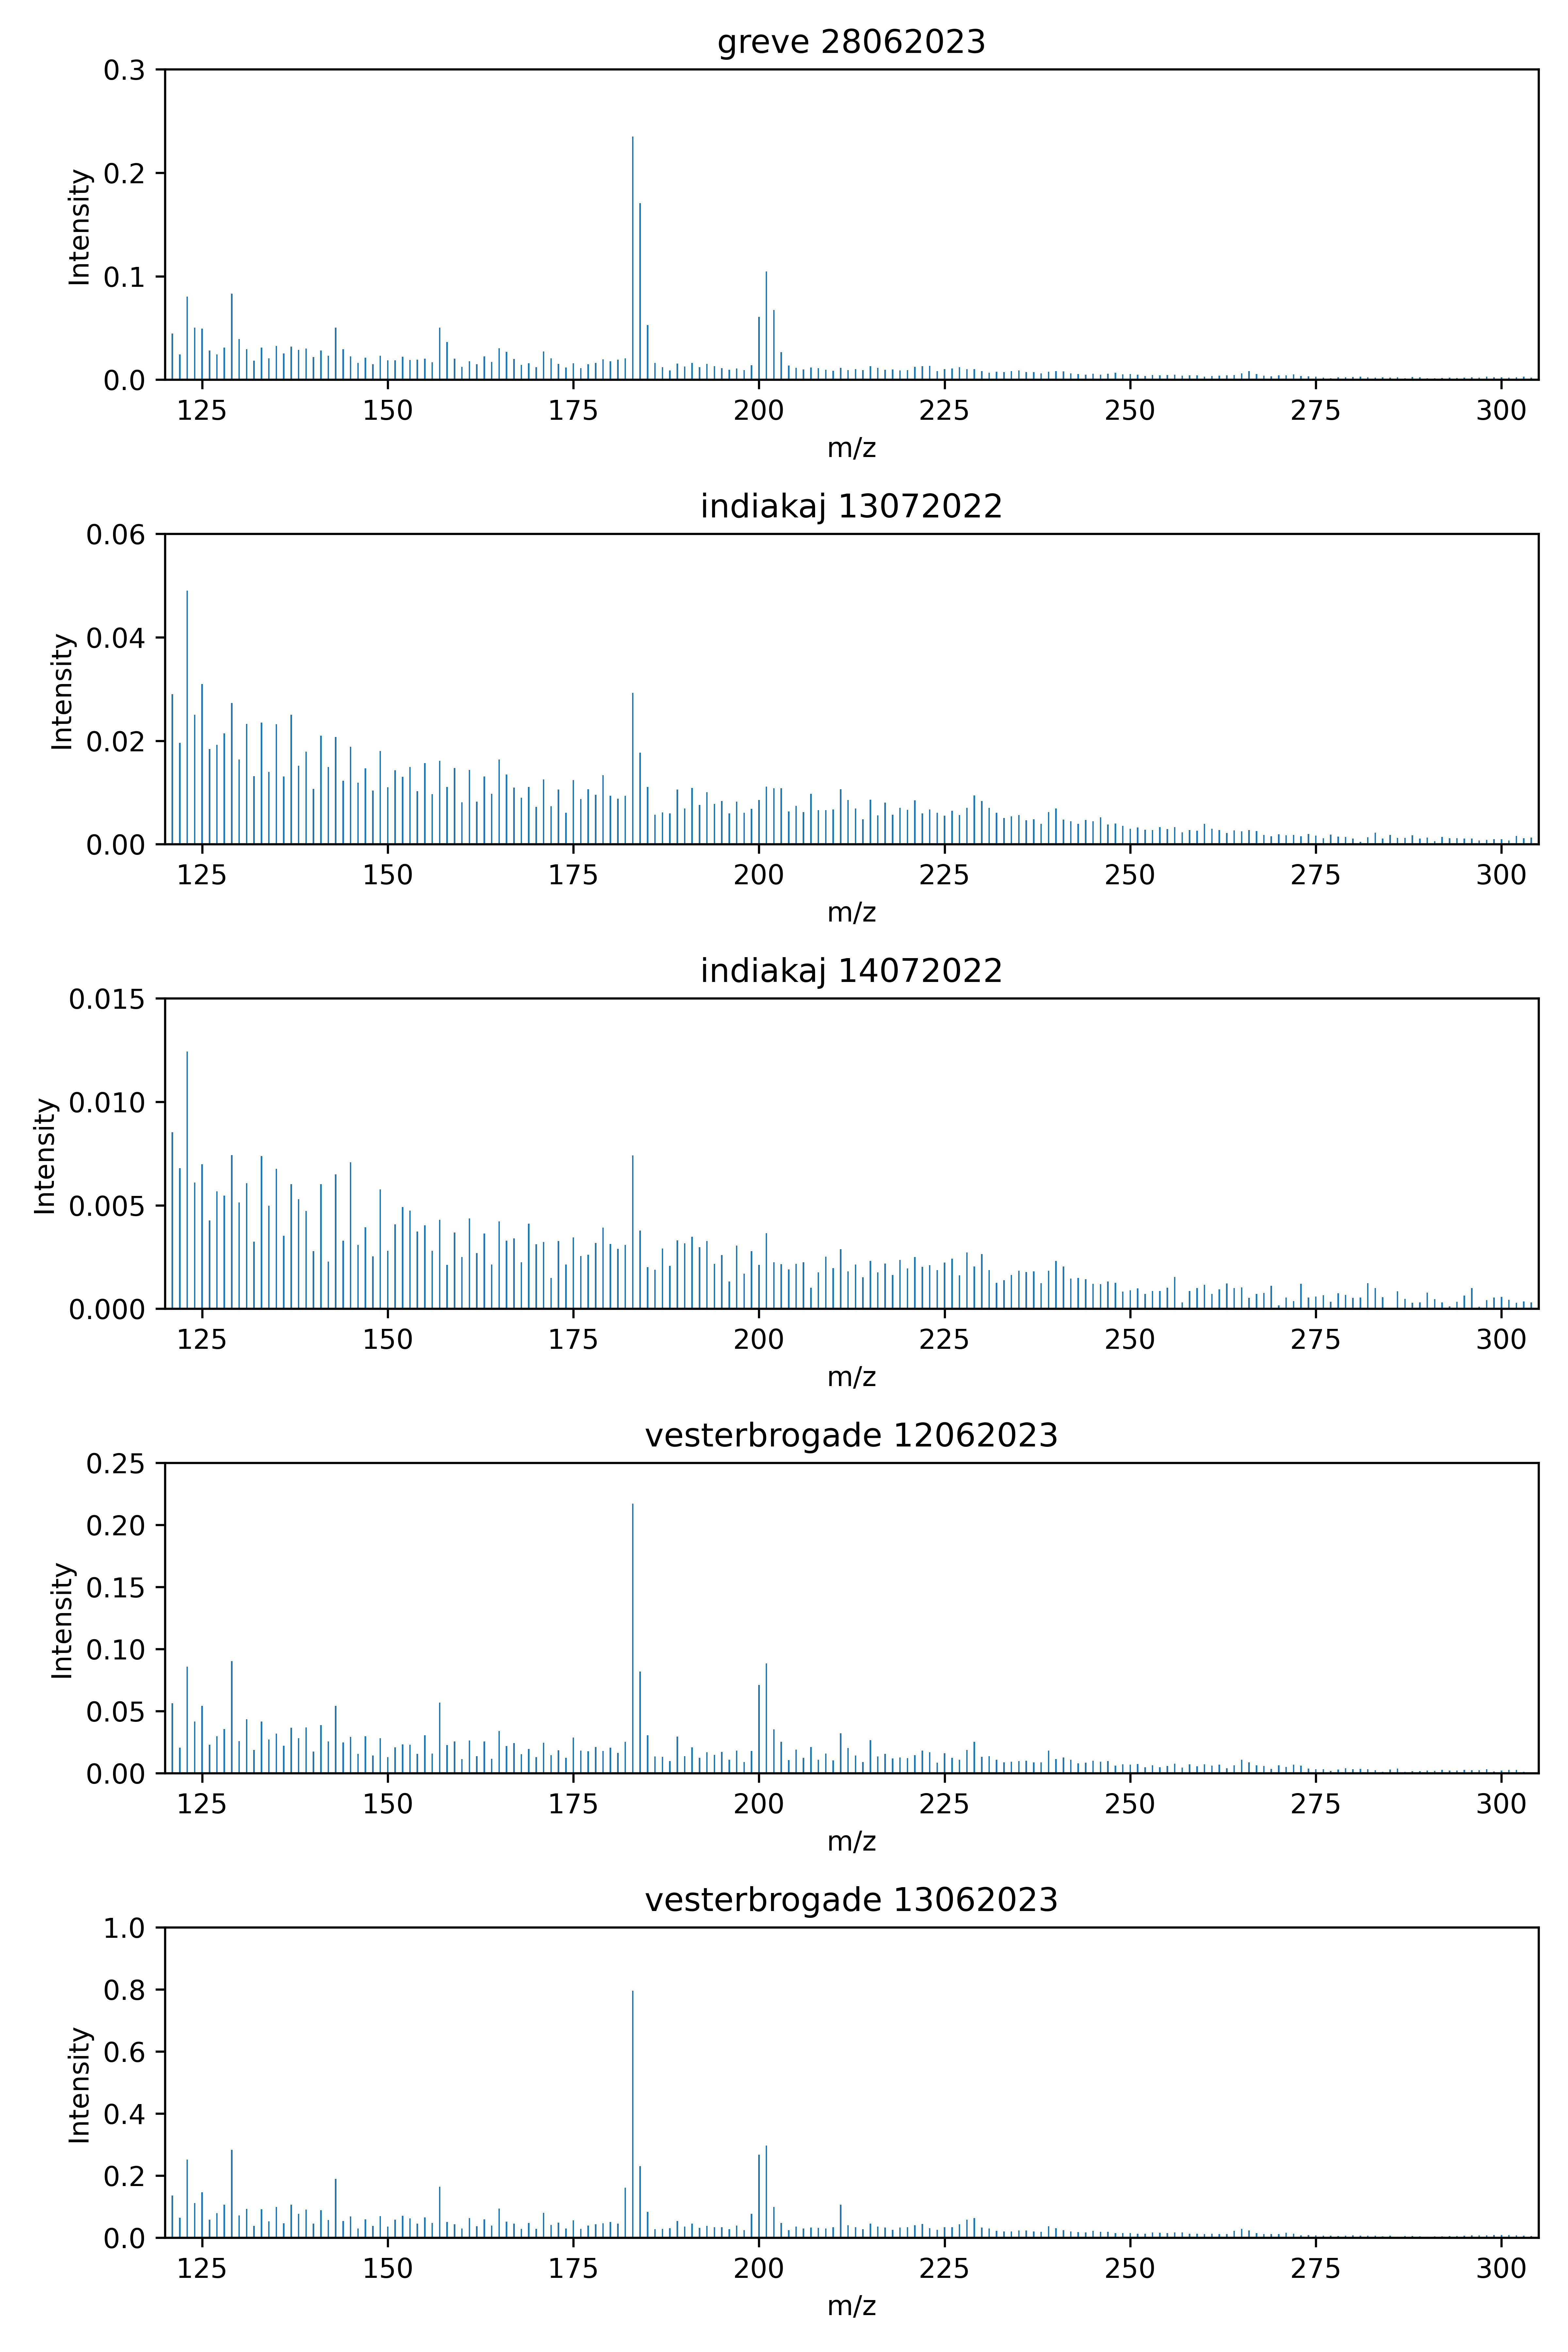 greve 28062023
0.3
0.2
0.1
0.0
Intensity
125 150 175 200 225 250 275 300
m/z
indiakaj 13072022
0.06
0.04
0.02
0.00
Intensity
125 150 175 200 225 250 275 300
m/z
indiakaj 14072022
0.015
0.010
0.005
0.000
Intensity
125 150 175 200 225 250 275 300
m/z
vesterbrogade 12062023
0.25
0.20
0.15
0.10
0.05
0.00
Intensity
125 150 175 200 225 250 275 300
m/z
vesterbrogade 13062023
1.0
0.8
0.6
0.4
0.2
0.0
Intensity
125 150 175 200 225 250 275 300
m/z